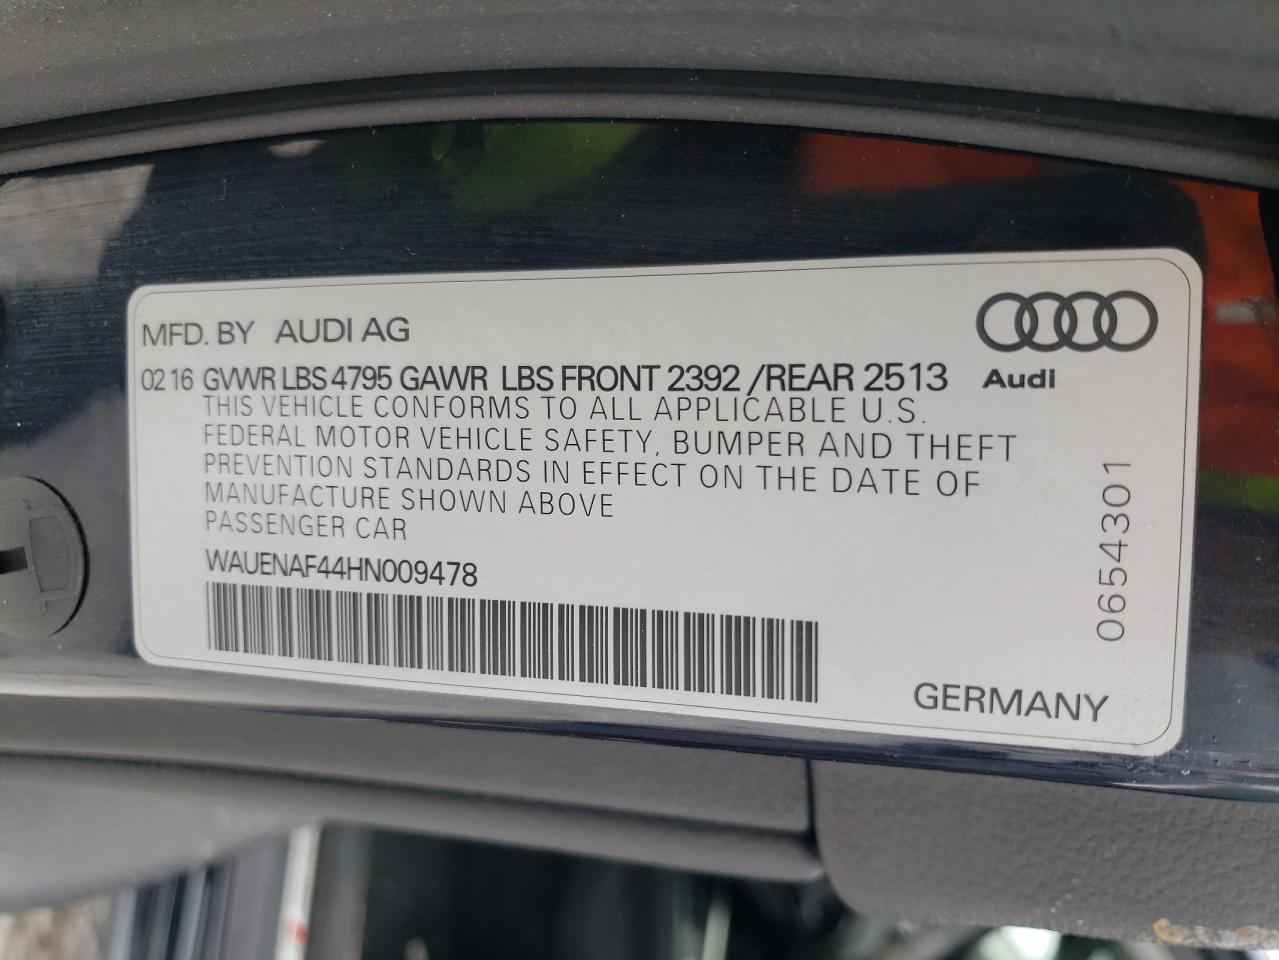 MFD. BY AUDI AG
02 16 GVWR LBS 4795 GAWR LBS FRONT 2392 /REAR 2513
Audi
THIS VEHICLE CONFORMS TO ALL APPLICABLE U.S.
FEDERAL MOTOR VEHICLE SAFETY, BUMPER AND THEFT
PREVENTION STANDARDS IN EFFECT ON THE DATE OF
MANUFACTURE SHOWN ABOVE
PASSENGER CAR
WAUENAF44HN009478
0654301
GERMANY